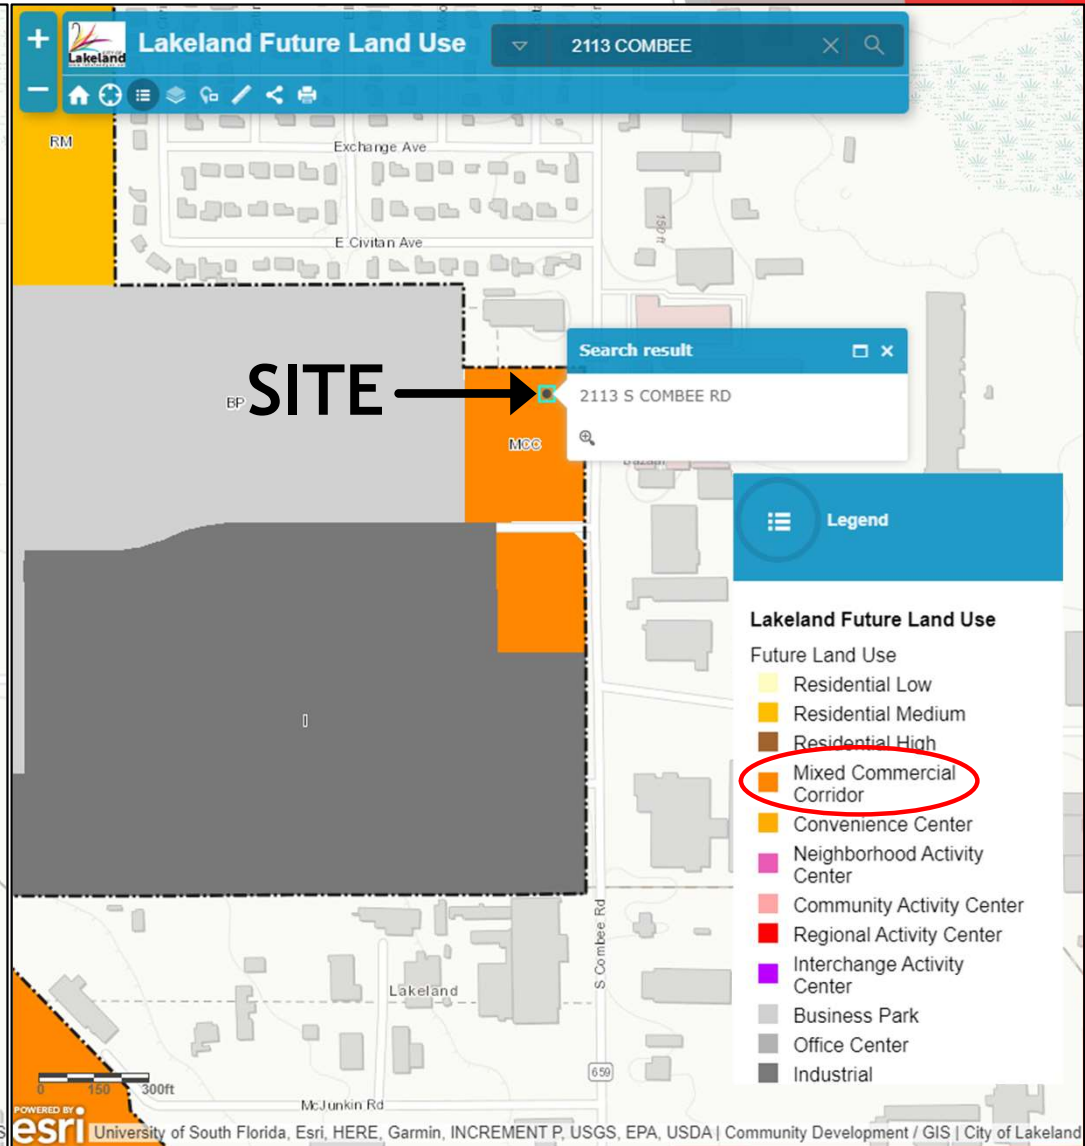 +
CITY OF
Lakeland
Lakeland Future Land Use
2113 COMBEE
−
RM
Exchange Ave
E Civitan Ave
150 ft
Search result
2113 S COMBEE RD
SITE
BP
MCC
Bazaar
Legend
Lakeland Future Land Use
Future Land Use
Residential Low
Residential Medium
Residential High
Mixed Commercial
Corridor
Convenience Center
Neighborhood Activity
Center
Community Activity Center
Regional Activity Center
Interchange Activity
Center
Business Park
Office Center
Industrial
S Combee Rd
Lakeland
659
0 150 300ft
McJunkin Rd
POWERED BY
esri
University of South Florida, Esri, HERE, Garmin, INCREMENT P, USGS, EPA, USDA | Community Development / GIS | City of Lakeland